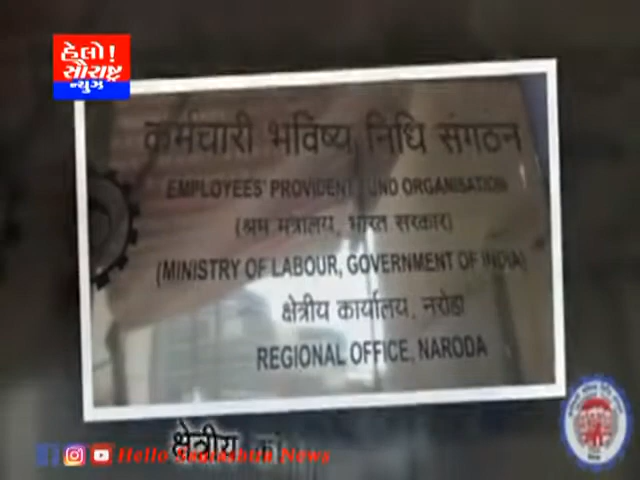 હેલો!
સૌરાષ્ટ્ર
ન્યુઝ
कर्मचारी भविष्य निधि संगठन
EMPLOYEES' PROVIDENT FUND ORGANISATION
(श्रम मंत्रालय, भारत सरकार)
(MINISTRY OF LABOUR, GOVERNMENT OF INDIA)
क्षेत्रीय कार्यालय, नरोडा
REGIONAL OFFICE, NARODA
क्षेत्रीय
Hello Saurashtra News